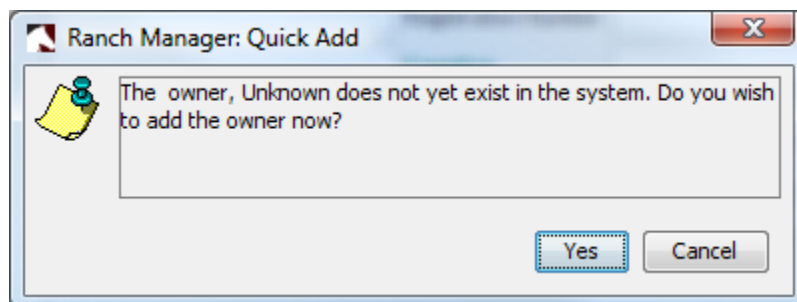 Ranch Manager: Quick Add
The  owner, Unknown does not yet exist in the system. Do you wish
to add the owner now?
Yes
Cancel